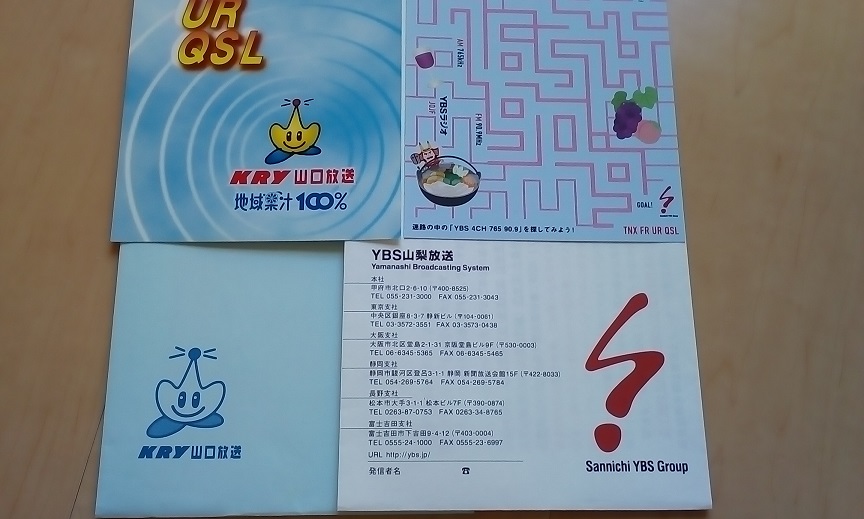 UR
QSL
KRY 山口放送
地域果汁100%
AM 765kHz
YBSラジオ
JOJF
FM 90.9MHz
GOAL!
迷路の中の「YBS 4CH 765 90.9」を探してみよう!
TNX FR UR QSL
KRY 山口放送
YBS山梨放送
Yamanashi Broadcasting System
本社
甲府市北口2-6-10 (〒400-8525)
TEL 055-231-3000 FAX 055-231-3043
東京支社
中央区銀座8-3-7 静新ビル (〒104-0061)
TEL 03-3572-3551 FAX 03-3573-0438
大阪支社
大阪市北区堂島2-1-31 京阪堂島ビル9F (〒530-0003)
TEL 06-6345-5365 FAX 06-6345-5465
静岡支社
静岡市駿河区登呂3-1-1 静岡 新聞放送会館15F (〒422-8033)
TEL 054-269-5764 FAX 054-269-5784
長野支社
松本市大手3-1-1 松本ビル7F (〒390-0874)
TEL 0263-87-0753 FAX 0263-34-8765
富士吉田支社
富士吉田市下吉田9-4-12 (〒403-0004)
TEL 0555-24-1000 FAX 0555-23-6997
URL http://ybs.jp/
発信者名 ☎
Sannichi YBS Group